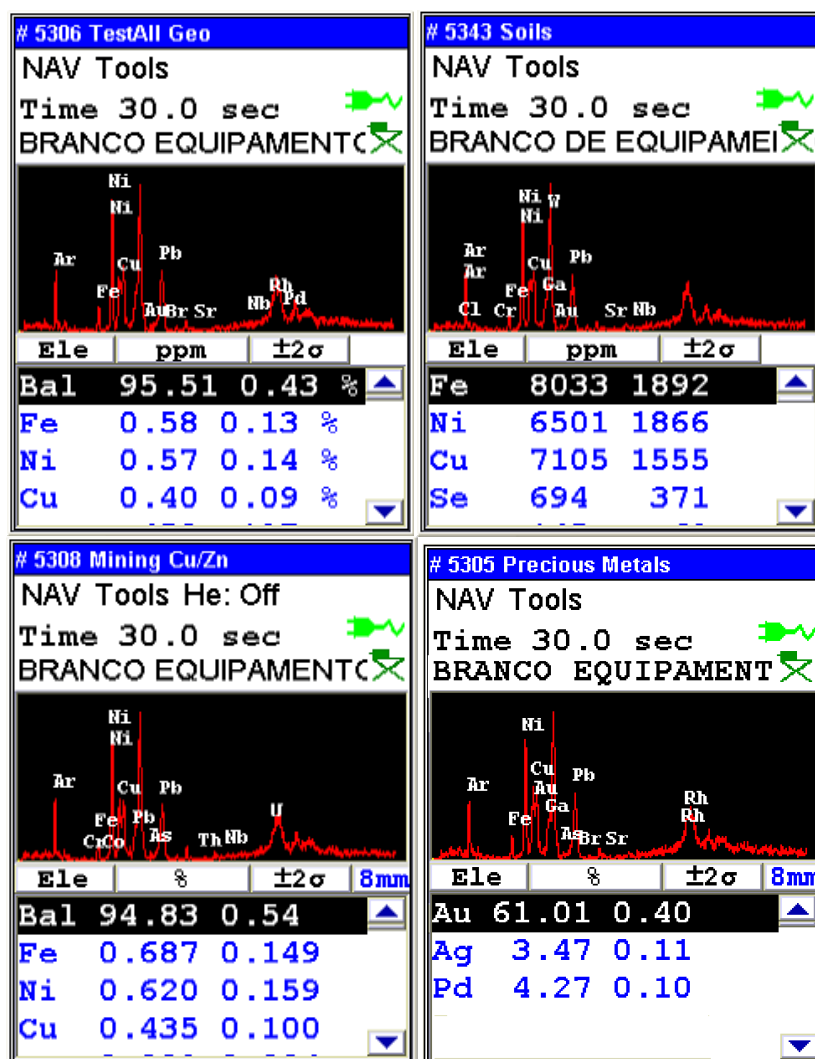 # 5306 TestAll Geo
NAV Tools
Time 30.0 sec
BRANCO EQUIPAMENTO
Ni
Ni
Ar
Cu
Pb
Fe
Rh
Au Br Sr
Nb
Pd
Ele ppm ±2σ
Bal 95.51 0.43 %
Fe 0.58 0.13 %
Ni 0.57 0.14 %
Cu 0.40 0.09 %
# 5343 Soils
NAV Tools
Time 30.0 sec
BRANCO DE EQUIPAMEI
Ni W
Ni
Ar
Ar
Cu
Pb
Fe
Ga
Cl Cr
Au
Sr Nb
Ele ppm ±2σ
Fe 8033 1892
Ni 6501 1866
Cu 7105 1555
Se 694 371
# 5308 Mining Cu/Zn
NAV Tools He: Off
Time 30.0 sec
BRANCO EQUIPAMENTO
Ni
Ni
Ar
Cu
Pb
Fe
Pb
U
Cr Co
As
Th Nb
Ele % ±2σ 8mm
Bal 94.83 0.54
Fe 0.687 0.149
Ni 0.620 0.159
Cu 0.435 0.100
# 5305 Precious Metals
NAV Tools
Time 30.0 sec
BRANCO EQUIPAMENT
Ni
Cu
Pb
Ar
Au
Rh
Ga
Fe
Rh
As
Br Sr
Ele % ±2σ 8mm
Au 61.01 0.40
Ag 3.47 0.11
Pd 4.27 0.10